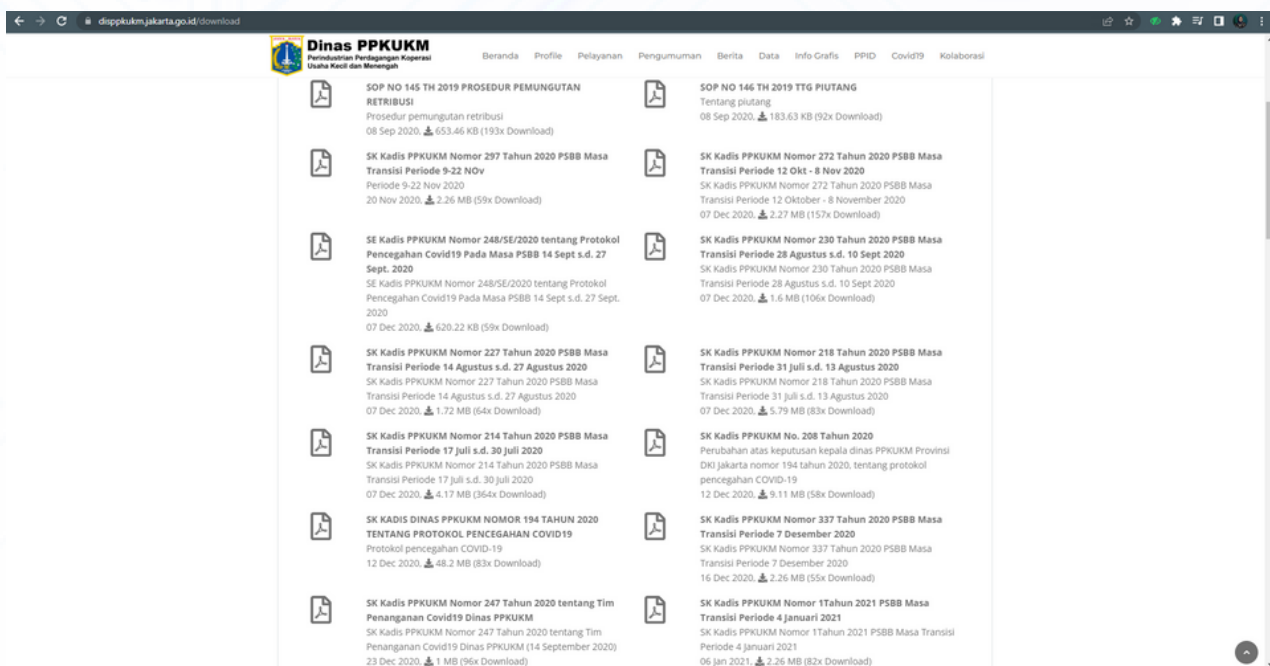 disppkukm.jakarta.go.id/download
Dinas PPKUKM
Perindustrian Perdagangan Koperasi
Usaha Kecil dan Menengah
Beranda Profile Pelayanan Pengumuman Berita Data Info Grafis PPID Covid19 Kolaborasi
SOP NO 145 TH 2019 PROSEDUR PEMUNGUTAN
RETRIBUSI
Prosedur pemungutan retribusi
08 Sep 2020, 653.46 KB (193x Download)
SOP NO 146 TH 2019 TTG PIUTANG
Tentang piutang
08 Sep 2020, 183.63 KB (92x Download)
SK Kadis PPKUKM Nomor 297 Tahun 2020 PSBB Masa
Transisi Periode 9-22 NOv
Periode 9-22 Nov 2020
20 Nov 2020, 2.26 MB (59x Download)
SK Kadis PPKUKM Nomor 272 Tahun 2020 PSBB Masa
Transisi Periode 12 Okt - 8 Nov 2020
SK Kadis PPKUKM Nomor 272 Tahun 2020 PSBB Masa
Transisi Periode 12 Oktober - 8 November 2020
07 Dec 2020, 2.27 MB (157x Download)
SE Kadis PPKUKM Nomor 248/SE/2020 tentang Protokol
Pencegahan Covid19 Pada Masa PSBB 14 Sept s.d. 27
Sept. 2020
SE Kadis PPKUKM Nomor 248/SE/2020 tentang Protokol
Pencegahan Covid19 Pada Masa PSBB 14 Sept s.d. 27 Sept.
2020
07 Dec 2020, 620.22 KB (59x Download)
SK Kadis PPKUKM Nomor 230 Tahun 2020 PSBB Masa
Transisi Periode 28 Agustus s.d. 10 Sept 2020
SK Kadis PPKUKM Nomor 230 Tahun 2020 PSBB Masa
Transisi Periode 28 Agustus s.d. 10 Sept 2020
07 Dec 2020, 1.6 MB (106x Download)
SK Kadis PPKUKM Nomor 227 Tahun 2020 PSBB Masa
Transisi Periode 14 Agustus s.d. 27 Agustus 2020
SK Kadis PPKUKM Nomor 227 Tahun 2020 PSBB Masa
Transisi Periode 14 Agustus s.d. 27 Agustus 2020
07 Dec 2020, 1.72 MB (64x Download)
SK Kadis PPKUKM Nomor 218 Tahun 2020 PSBB Masa
Transisi Periode 31 Juli s.d. 13 Agustus 2020
SK Kadis PPKUKM Nomor 218 Tahun 2020 PSBB Masa
Transisi Periode 31 Juli s.d. 13 Agustus 2020
07 Dec 2020, 5.79 MB (83x Download)
SK Kadis PPKUKM Nomor 214 Tahun 2020 PSBB Masa
Transisi Periode 17 Juli s.d. 30 Juli 2020
SK Kadis PPKUKM Nomor 214 Tahun 2020 PSBB Masa
Transisi Periode 17 Juli s.d. 30 Juli 2020
07 Dec 2020, 4.17 MB (364x Download)
SK Kadis PPKUKM No. 208 Tahun 2020
Perubahan atas keputusan kepala dinas PPKUKM Provinsi
DKI Jakarta nomor 194 tahun 2020, tentang protokol
pencegahan COVID-19
12 Dec 2020, 9.11 MB (58x Download)
SK KADIS DINAS PPKUKM NOMOR 194 TAHUN 2020
TENTANG PROTOKOL PENCEGAHAN COVID19
Protokol pencegahan COVID-19
12 Dec 2020, 48.2 MB (83x Download)
SK Kadis PPKUKM Nomor 337 Tahun 2020 PSBB Masa
Transisi Periode 7 Desember 2020
SK Kadis PPKUKM Nomor 337 Tahun 2020 PSBB Masa
Transisi Periode 7 Desember 2020
16 Dec 2020, 2.26 MB (55x Download)
SK Kadis PPKUKM Nomor 247 Tahun 2020 tentang Tim
Penanganan Covid19 Dinas PPKUKM
SK Kadis PPKUKM Nomor 247 Tahun 2020 tentang Tim
Penanganan Covid19 Dinas PPKUKM (14 September 2020)
23 Dec 2020, 1 MB (96x Download)
SK Kadis PPKUKM Nomor 1Tahun 2021 PSBB Masa
Transisi Periode 4 Januari 2021
SK Kadis PPKUKM Nomor 1Tahun 2021 PSBB Masa Transisi
Periode 4 Januari 2021
06 Jan 2021, 2.26 MB (82x Download)